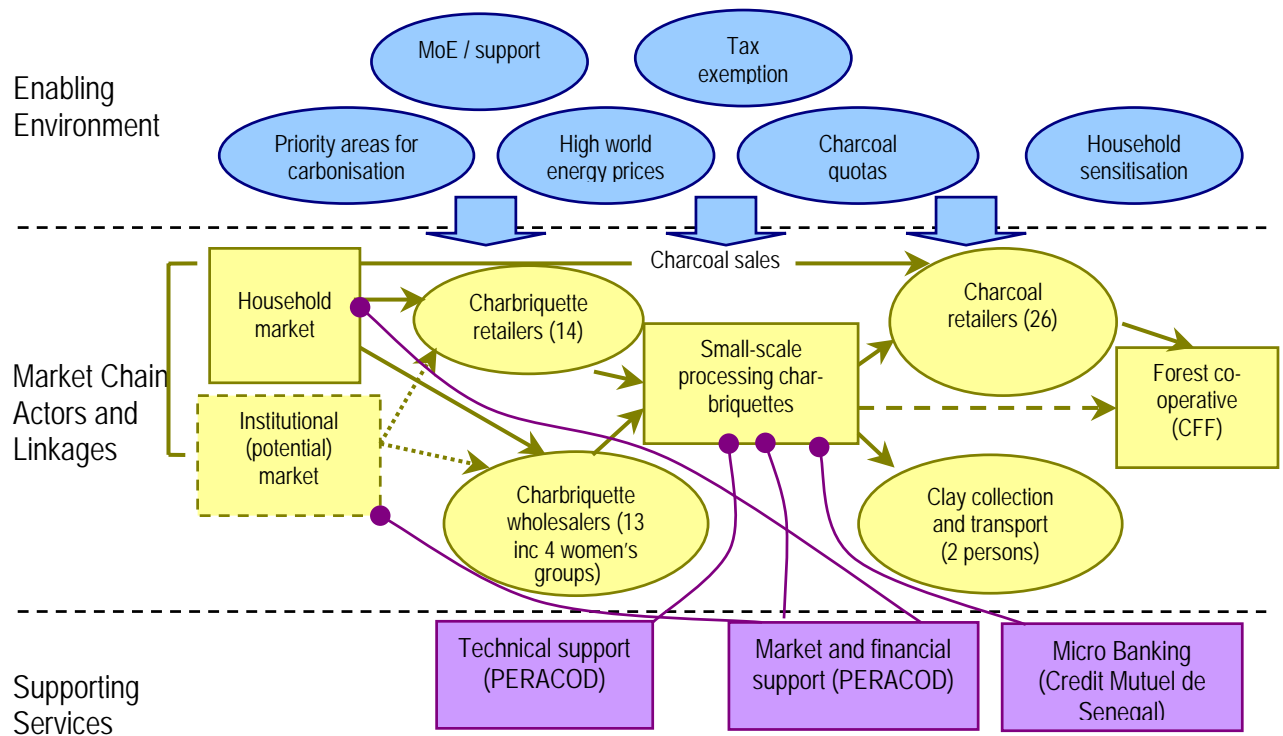 MoE / support
Tax
exemption
Enabling
Environment
Priority areas for
carbonisation
High world
energy prices
Charcoal
quotas
Household
sensitisation
Charcoal sales
Household
market
Charbriquette
retailers (14)
Charcoal
retailers (26)
Small-scale
processing char-
briquettes
Market Chain
Actors and
Linkages
Forest co-
operative
(CFF)
Institutional
(potential)
market
Charbriquette
wholesalers (13
inc 4 women's
groups)
Clay collection
and transport
(2 persons)
Technical support
(PERACOD)
Market and financial
support (PERACOD)
Micro Banking
(Credit Mutuel de
Senegal)
Supporting
Services